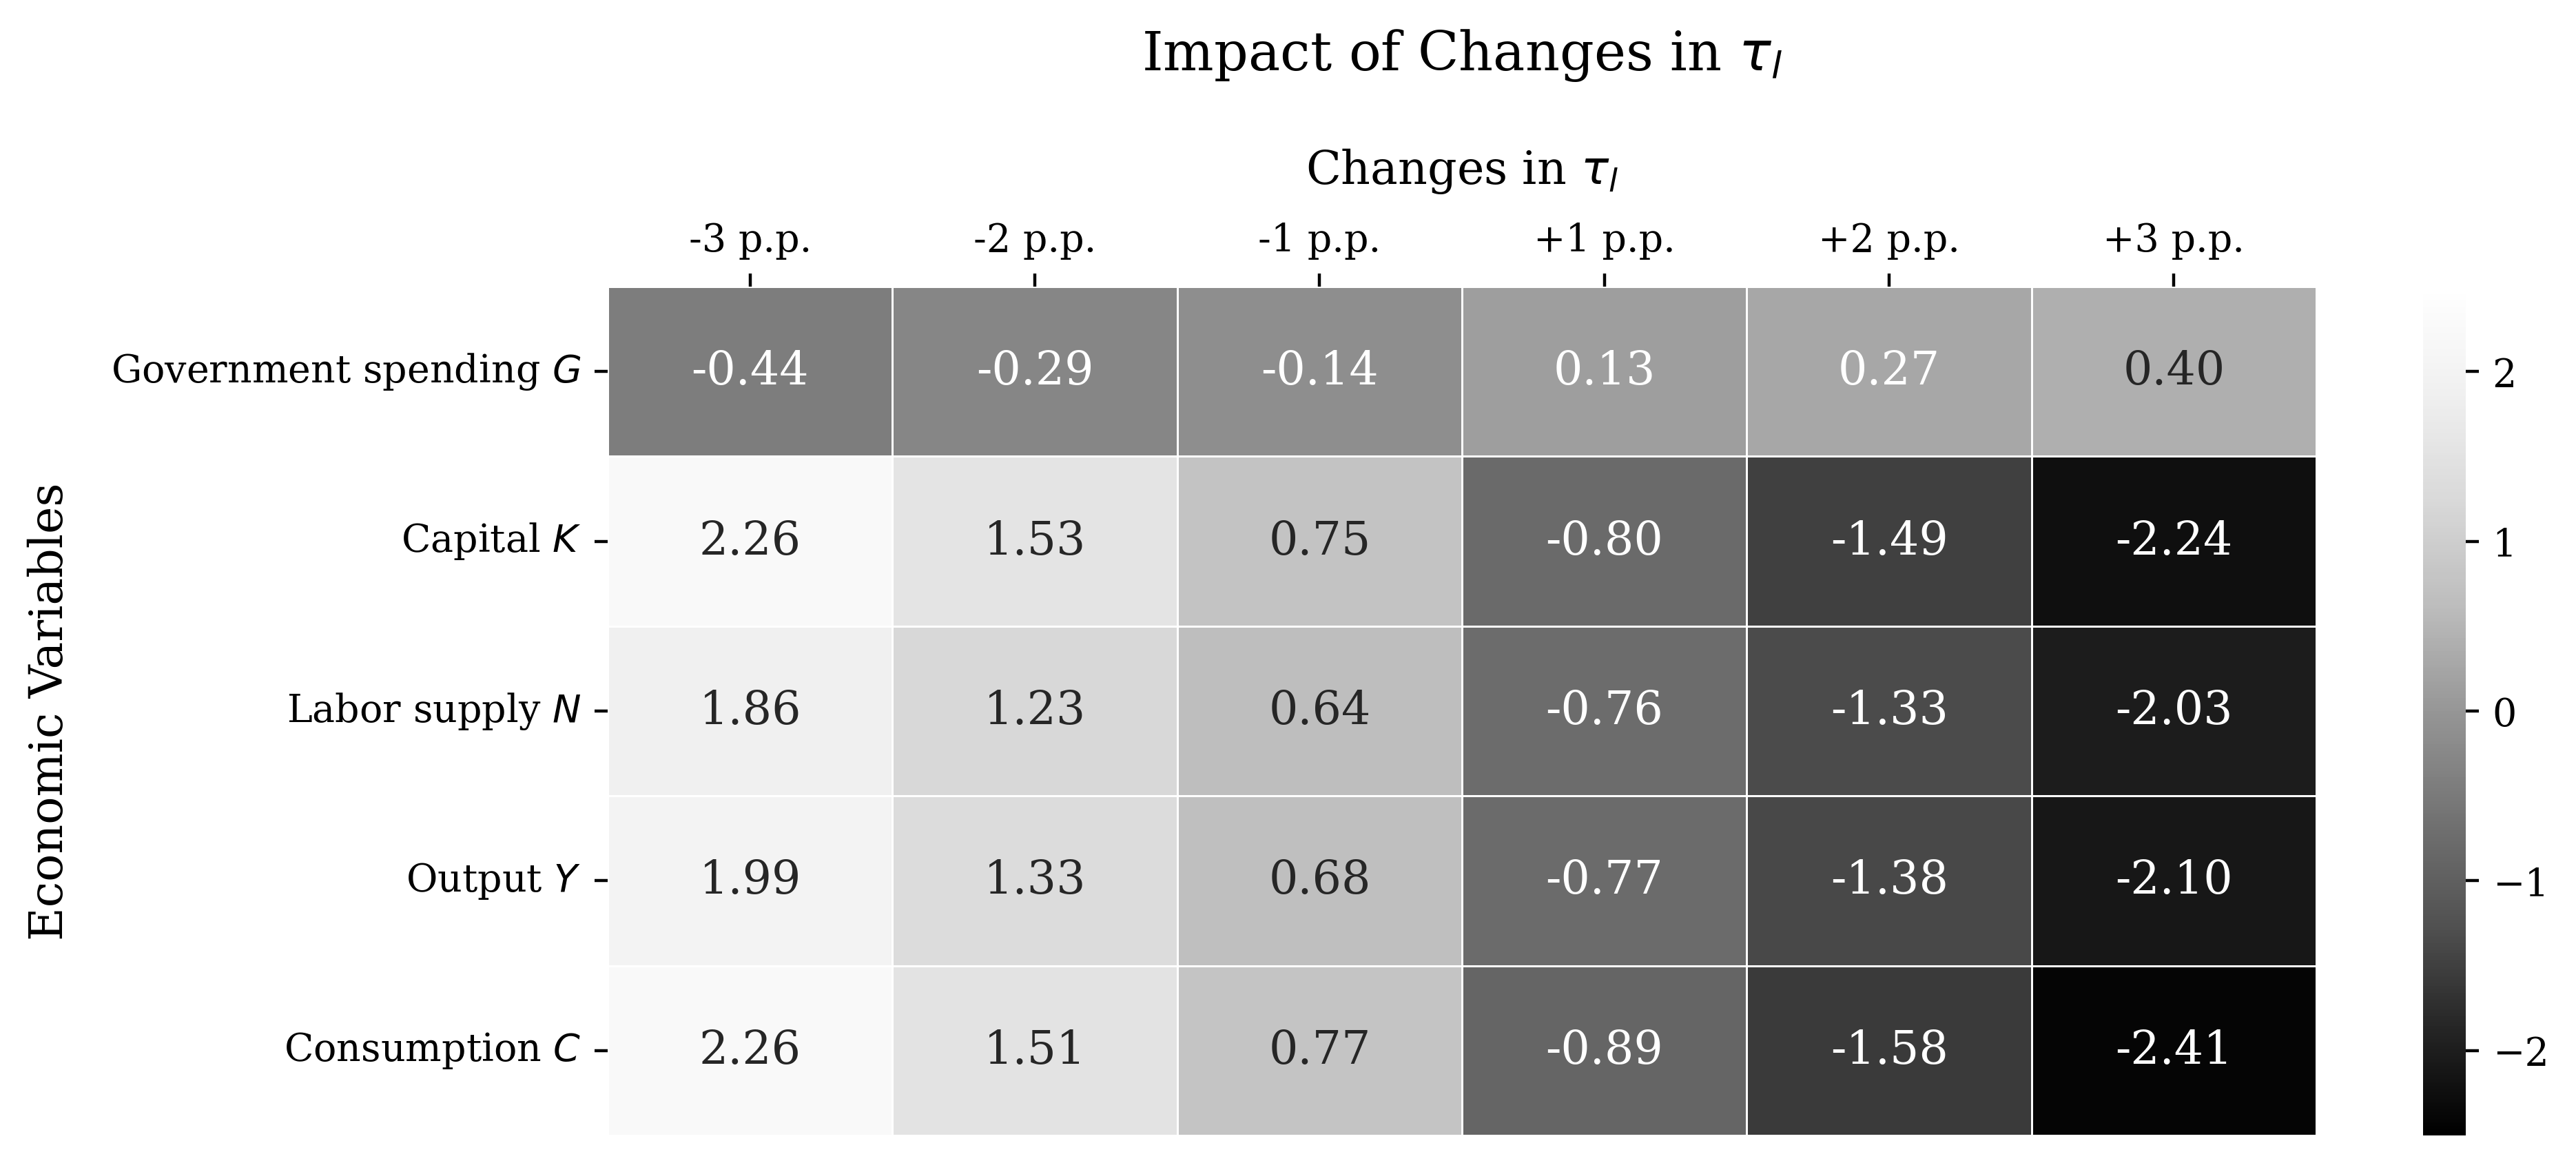 Impact of Changes in τl
Changes in τl
-3 p.p. -2 p.p. -1 p.p. +1 p.p. +2 p.p. +3 p.p.
Economic Variables
Government spending G -0.44 -0.29 -0.14 0.13 0.27 0.40
Capital K 2.26 1.53 0.75 -0.80 -1.49 -2.24
Labor supply N 1.86 1.23 0.64 -0.76 -1.33 -2.03
Output Y 1.99 1.33 0.68 -0.77 -1.38 -2.10
Consumption C 2.26 1.51 0.77 -0.89 -1.58 -2.41
2
1
0
−1
−2